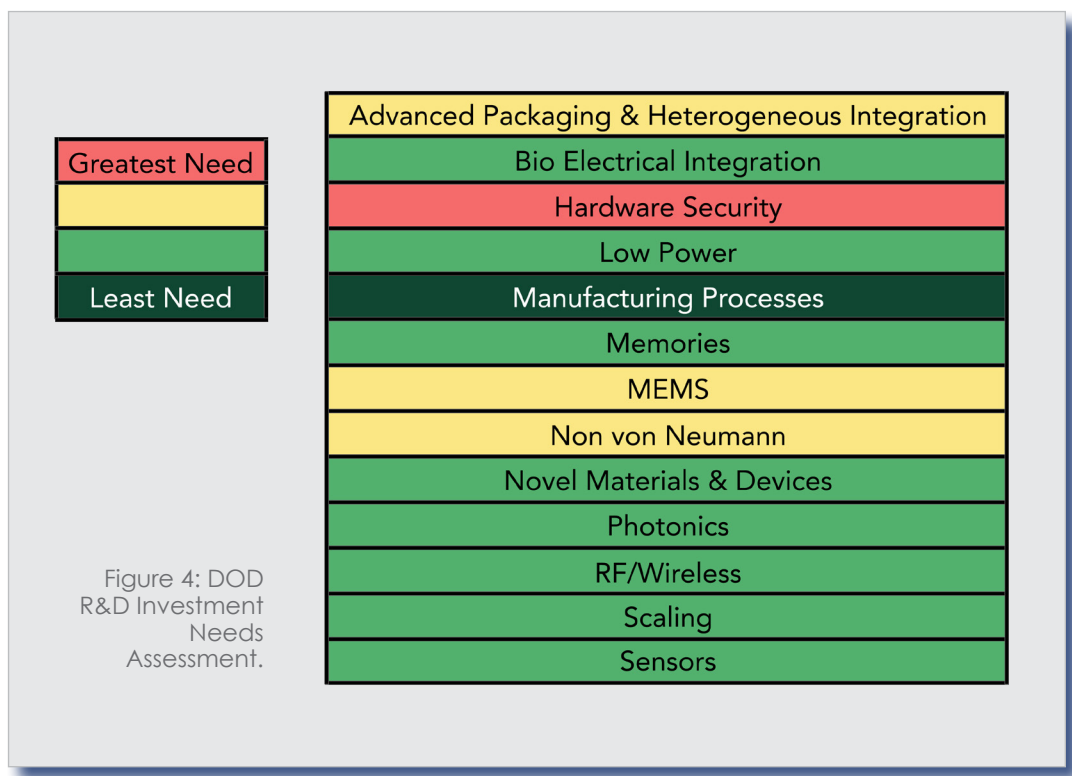 Greatest Need
Least Need
Advanced Packaging & Heterogeneous Integration
Bio Electrical Integration
Hardware Security
Low Power
Manufacturing Processes
Memories
MEMS
Non von Neumann
Novel Materials & Devices
Photonics
RF/Wireless
Scaling
Sensors
Figure 4: DOD
R&D Investment
Needs
Assessment.